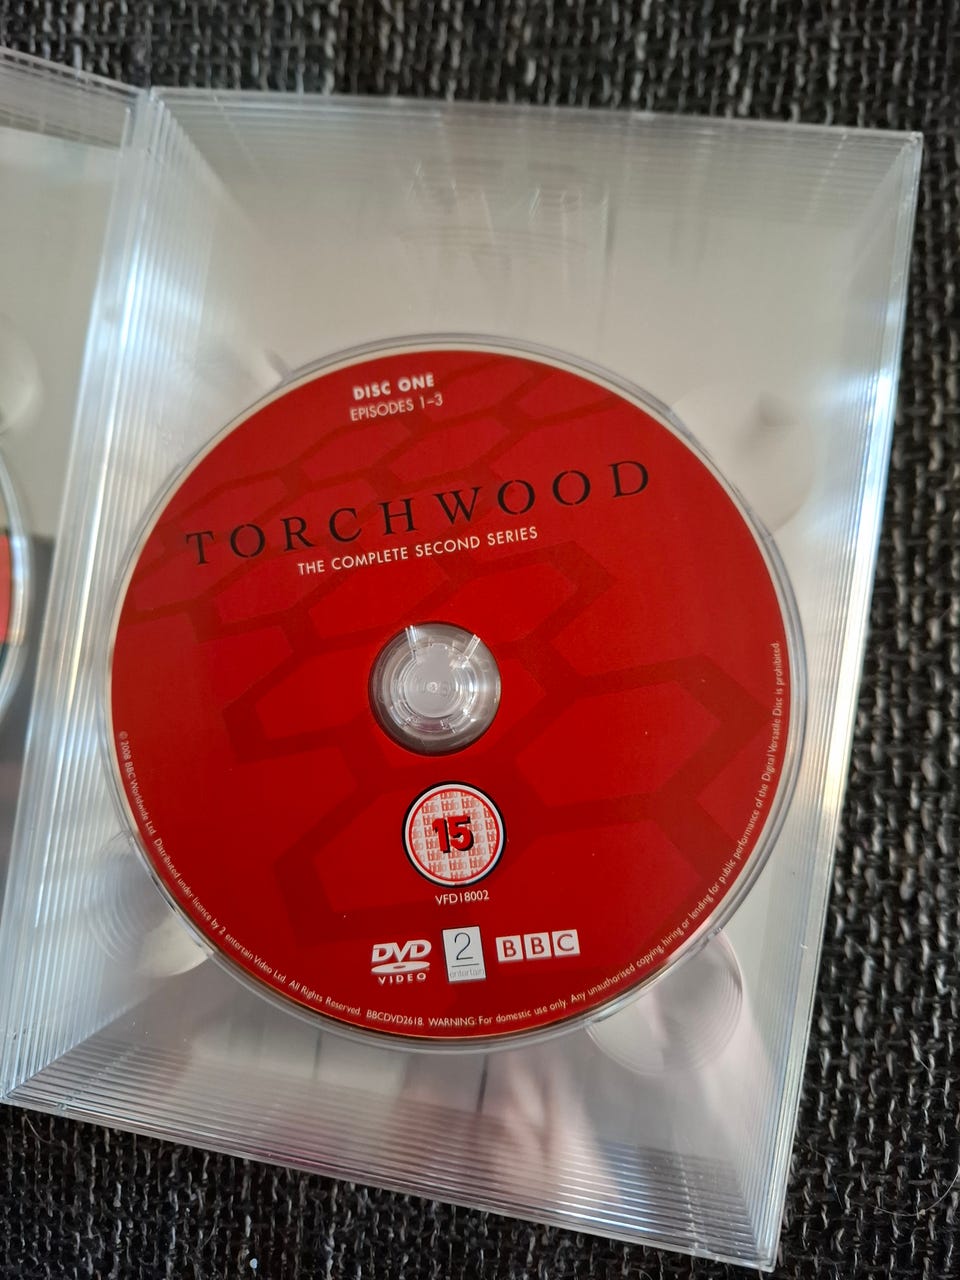 DISC ONE
EPISODES 1-3
TORCHWOOD
THE COMPLETE SECOND SERIES
15
VFD18002
DVD
VIDEO
2
entertain
BBC
© 2008 BBC Worldwide Ltd. Distributed under licence by 2 entertain Video Ltd. All Rights Reserved. BBCDVD2618. WARNING: For domestic use only. Any unauthorised copying, hiring or lending for public performance of the Digital Versatile Disc is prohibited.